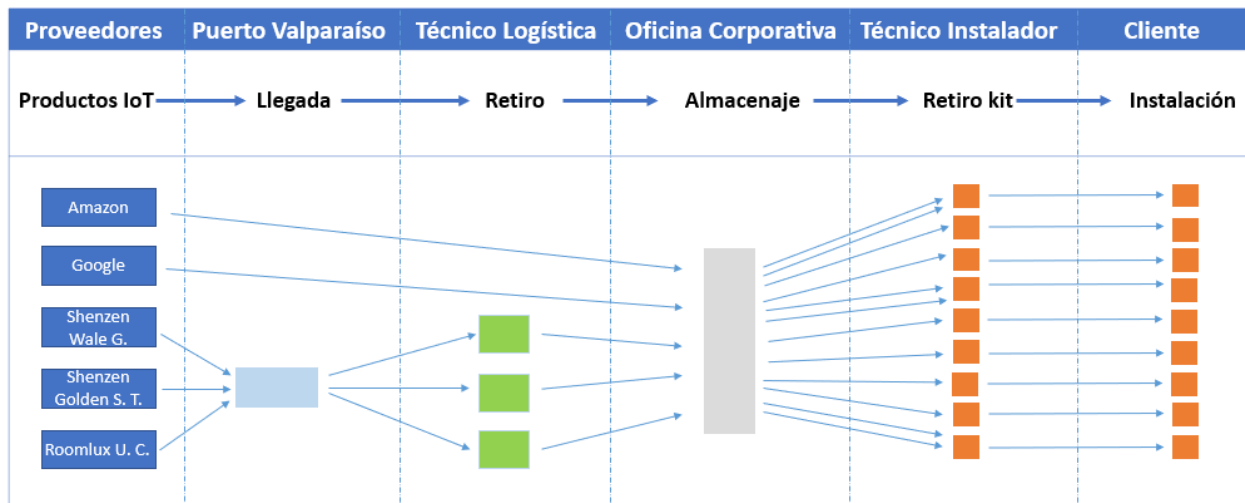 Proveedores Puerto Valparaíso Técnico Logística Oficina Corporativa Técnico Instalador Cliente
Productos IoT Llegada Retiro Almacenaje Retiro kit Instalación
Amazon
Google
Shenzen
Wale G.
Shenzen
Golden S. T.
Roomlux U. C.